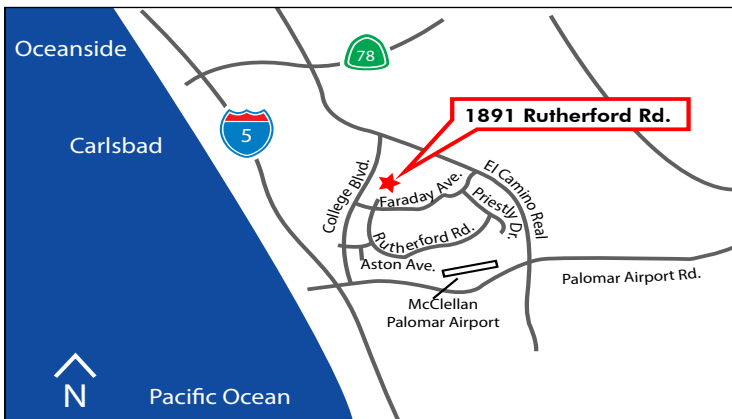 Oceanside
78
1891 Rutherford Rd.
5
Carlsbad
College Blvd.
El Camino Real
Faraday Ave.
Priestly Dr.
Rutherford Rd.
Aston Ave.
Palomar Airport Rd.
McClellan
Palomar Airport
N
Pacific Ocean